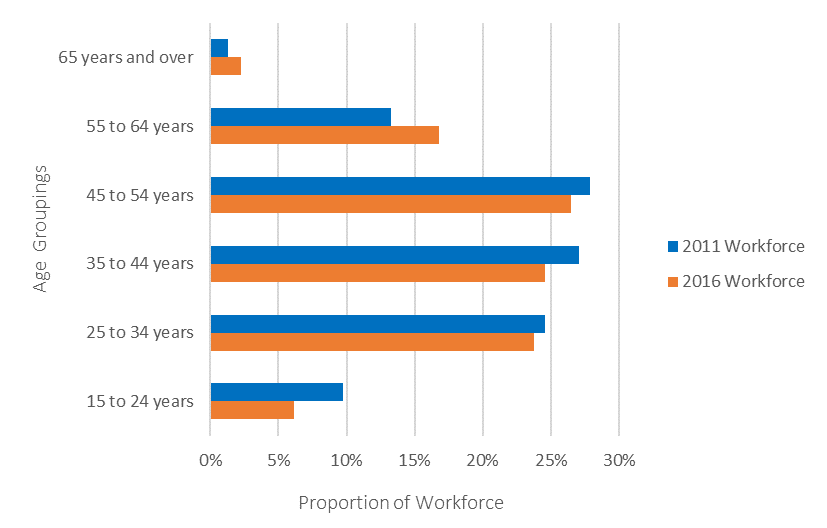 65 years and over
55 to 64 years
45 to 54 years
35 to 44 years
25 to 34 years
15 to 24 years
Age Groupings
0% 5% 10% 15% 20% 25% 30%
Proportion of Workforce
2011 Workforce
2016 Workforce